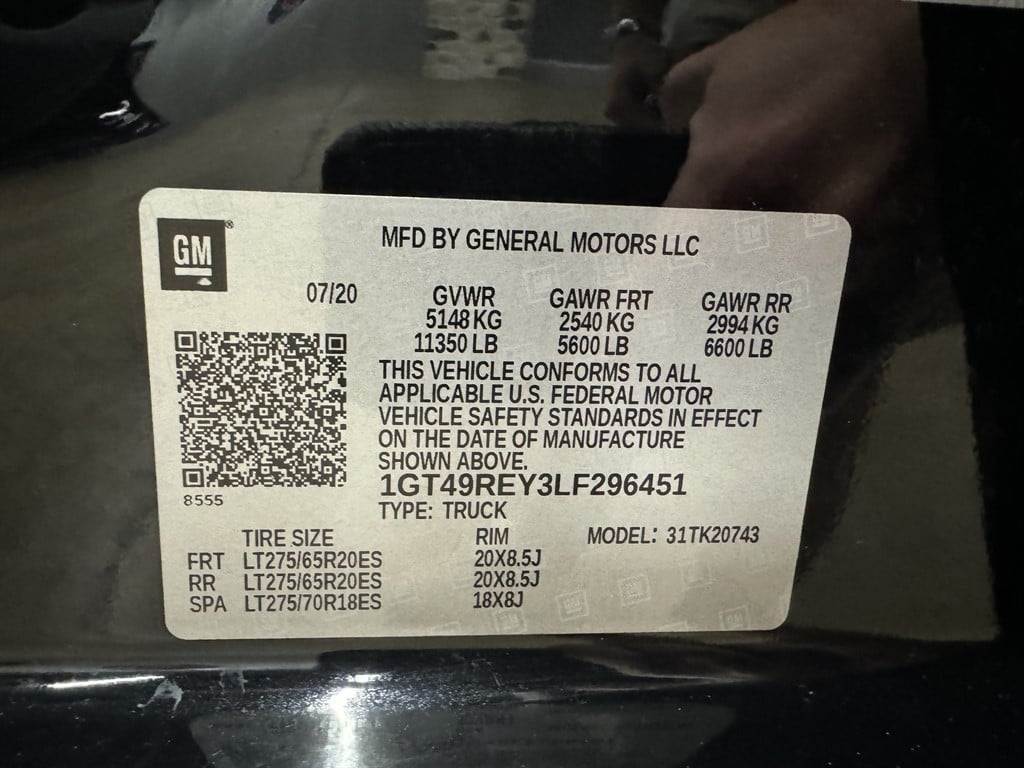 GM®
MFD BY GENERAL MOTORS LLC
07/20 GVWR GAWR FRT GAWR RR
5148 KG 2540 KG 2994 KG
11350 LB 5600 LB 6600 LB
THIS VEHICLE CONFORMS TO ALL
APPLICABLE U.S. FEDERAL MOTOR
VEHICLE SAFETY STANDARDS IN EFFECT
ON THE DATE OF MANUFACTURE
SHOWN ABOVE.
8555
1GT49REY3LF296451
TYPE: TRUCK
TIRE SIZE RIM MODEL: 31TK20743
FRT LT275/65R20ES 20X8.5J
RR LT275/65R20ES 20X8.5J
SPA LT275/70R18ES 18X8J